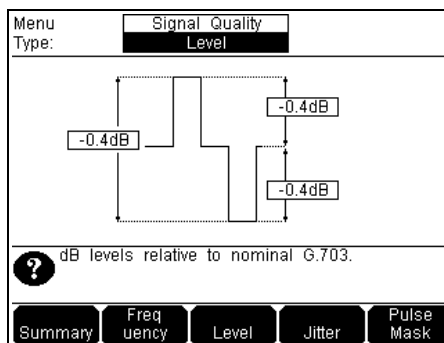 Menu Signal Quality
Type: Level
-0.4dB
-0.4dB
-0.4dB
? dB levels relative to nominal G.703.
Summary
Freq
uency
Level
Jitter
Pulse
Mask